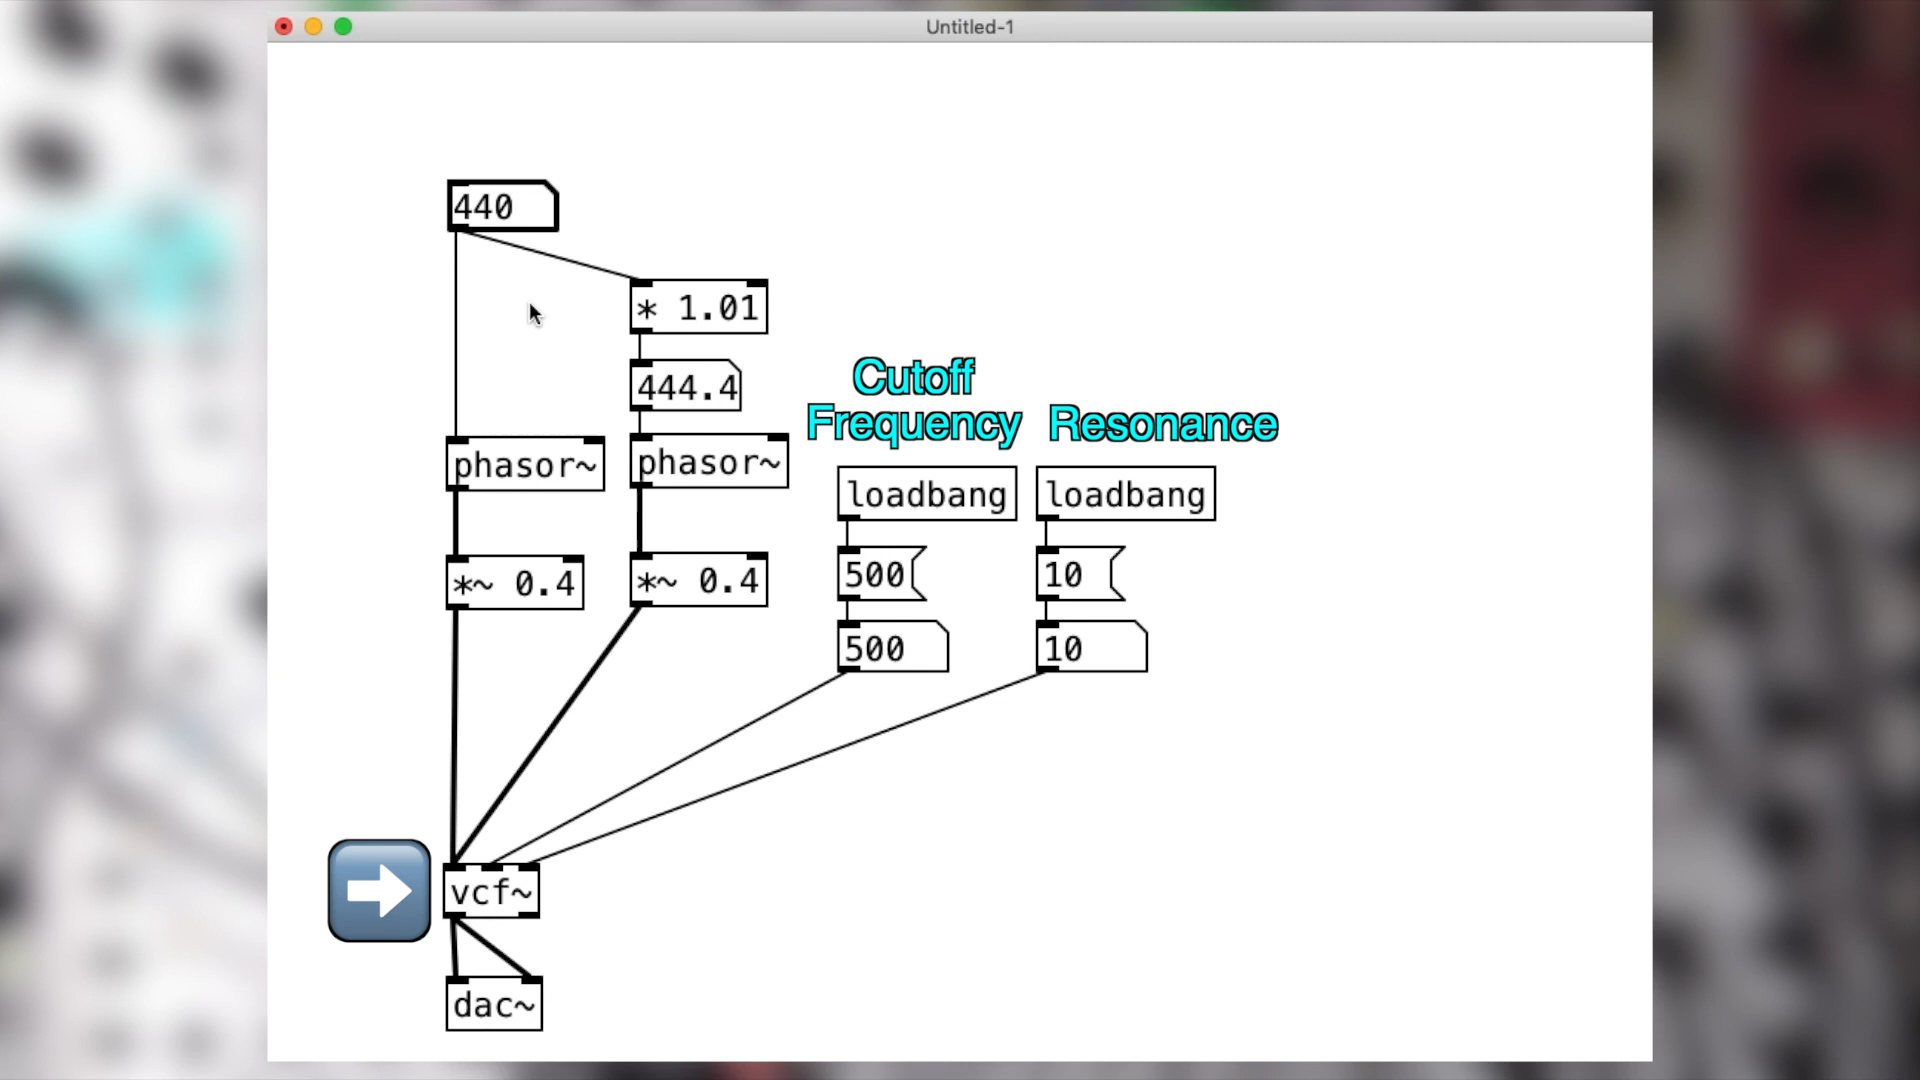 Untitled-1
440
* 1.01
444.4
Cutoff
Frequency
Resonance
phasor~
phasor~
loadbang
loadbang
*~ 0.4
*~ 0.4
500
10
500
10
vcf~
dac~